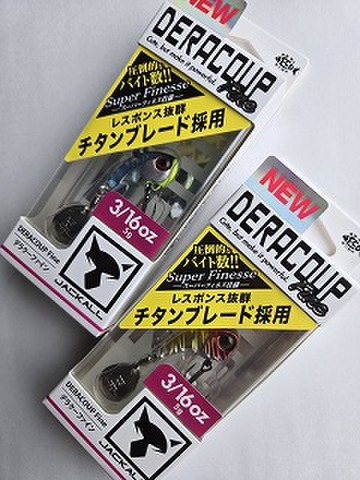 NEW
DERACOUP
Fine
Cute, but make it powerful.
圧倒的!!
バイト数!!
Super Finesse
スーパーフィネス仕様
レスポンス抜群
チタンブレード採用
3/16oz
5g
DERACOUP Fine
デラクーファイン
JACKALL
NEW
DERACOUP
Fine
Cute, but make it powerful.
圧倒的!!
バイト数!!
Super Finesse
スーパーフィネス仕様
レスポンス抜群
チタンブレード採用
3/16oz
5g
DERACOUP Fine
デラクーファイン
JACKALL